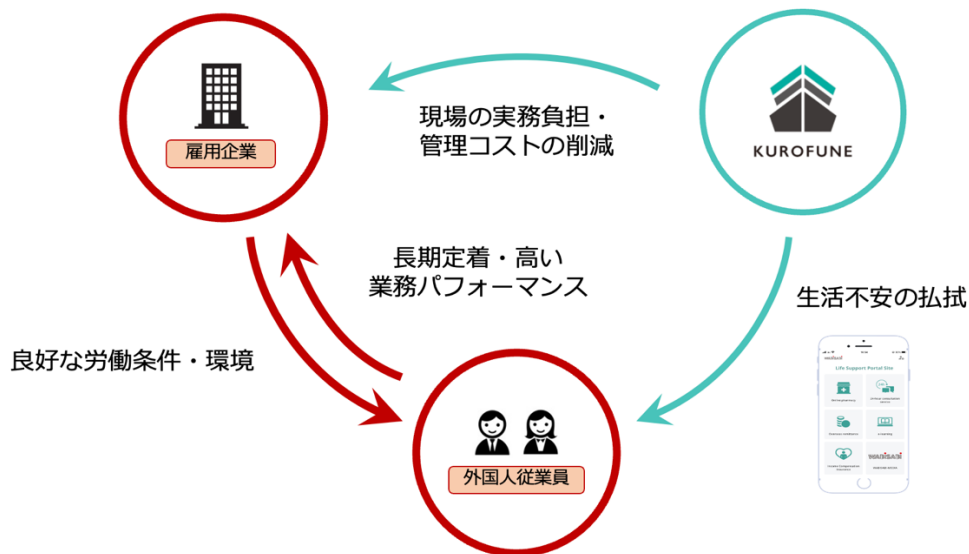 雇用企業
現場の実務負担・
管理コストの削減
KUROFUNE
長期定着・高い
業務パフォーマンス
生活不安の払拭
良好な労働条件・環境
外国人従業員
Life Support Portal Site
WABISABI